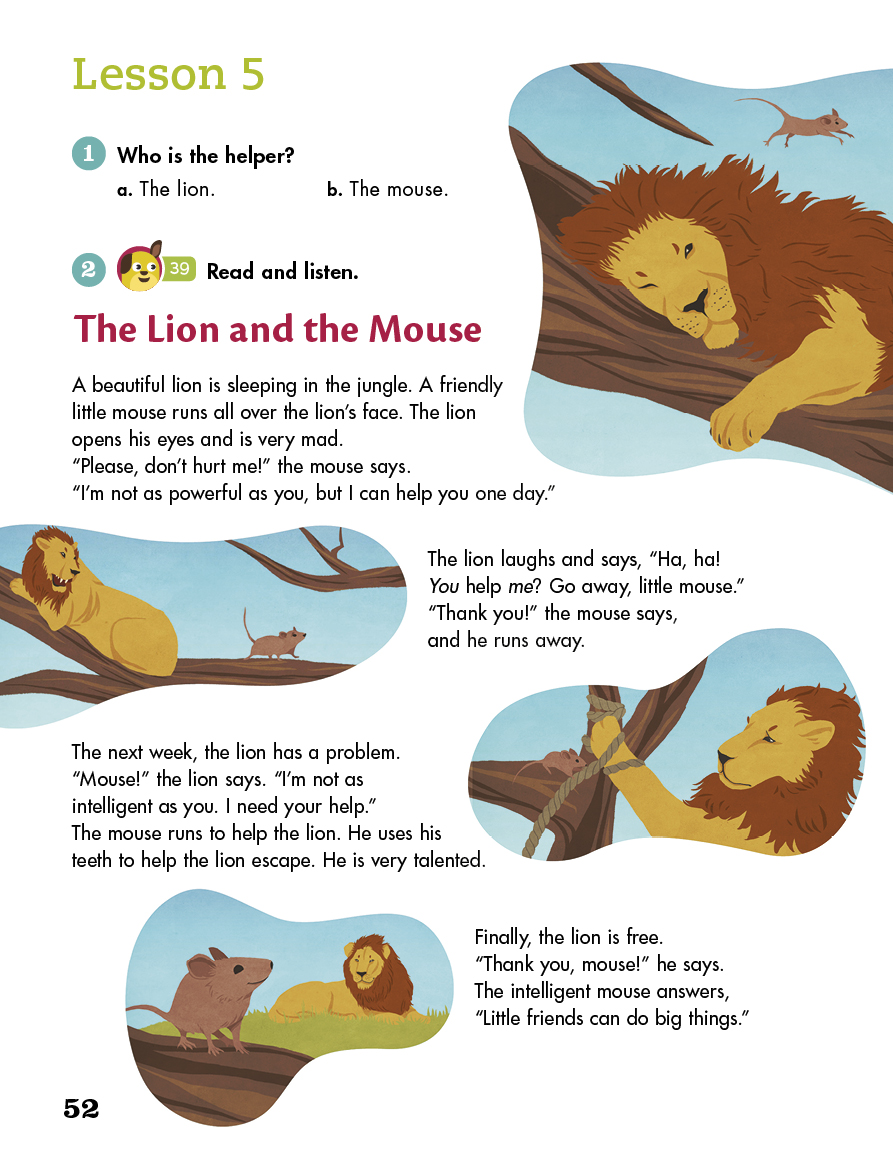 Lesson 5
1 Who is the helper?
a. The lion. b. The mouse.
2 39 Read and listen.
The Lion and the Mouse
A beautiful lion is sleeping in the jungle. A friendly
little mouse runs all over the lion’s face. The lion
opens his eyes and is very mad.
“Please, don’t hurt me!” the mouse says.
“I’m not as powerful as you, but I can help you one day.”
The lion laughs and says, “Ha, ha!
You help me? Go away, little mouse.”
“Thank you!” the mouse says,
and he runs away.
The next week, the lion has a problem.
“Mouse!” the lion says. “I’m not as
intelligent as you. I need your help.”
The mouse runs to help the lion. He uses his
teeth to help the lion escape. He is very talented.
Finally, the lion is free.
“Thank you, mouse!” he says.
The intelligent mouse answers,
“Little friends can do big things.”
52